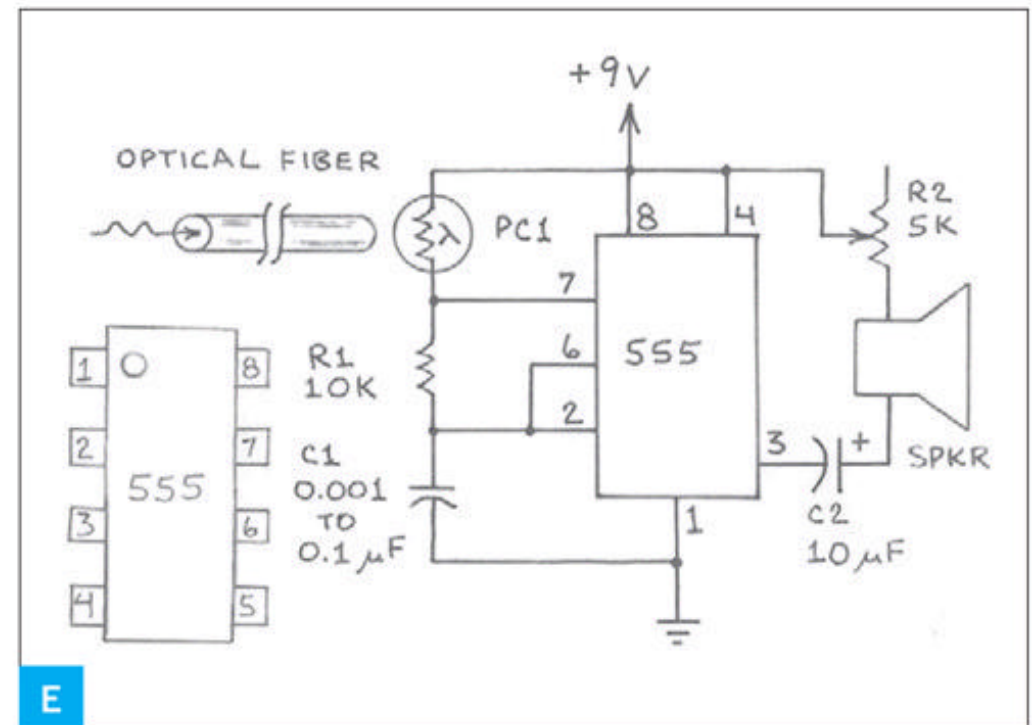 +9V
OPTICAL FIBER
λ
PC1
8
4
R2
5K
7
6
2
555
3
1
R1
10K
C1
0.001
TO
0.1 μF
+
SPKR
C2
10 μF
1
8
2
7
555
3
6
4
5
E